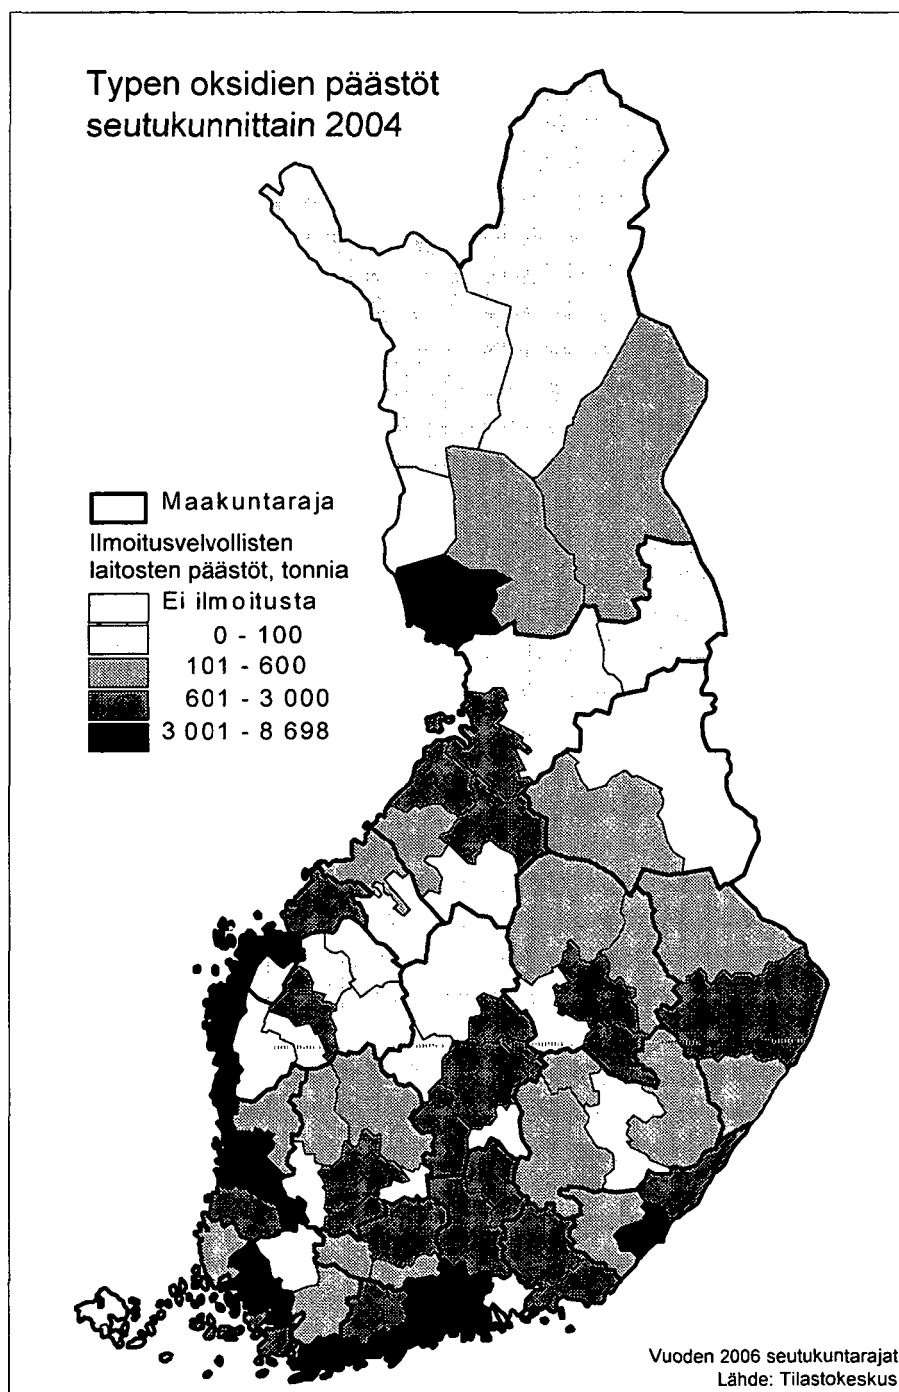 Typen oksidien päästöt
seutukunnittain 2004
Maakuntaraja
Ilmoitusvelvollisten
laitosten päästöt, tonnia
Ei ilmoitusta
0 - 100
101 - 600
601 - 3 000
3 001 - 8 698
Vuoden 2006 seutukuntarajat
Lähde: Tilastokeskus